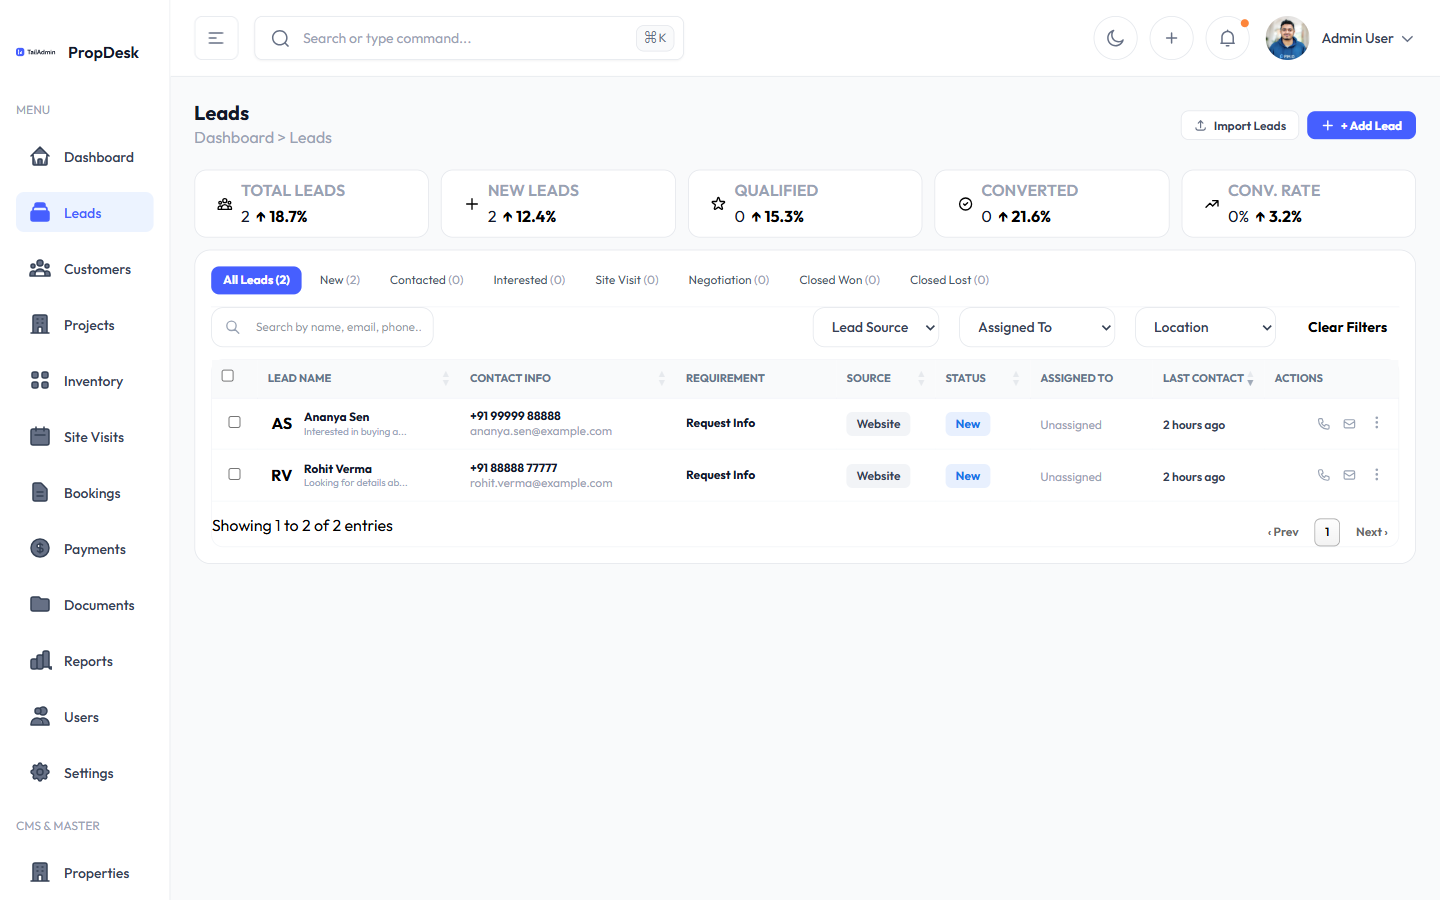 TailAdmin PropDesk
Search or type command...
⌘K
Admin User
MENU
Dashboard
Leads
Customers
Projects
Inventory
Site Visits
Bookings
Payments
Documents
Reports
Users
Settings
CMS & MASTER
Properties
Leads
Dashboard > Leads
Import Leads
+ Add Lead
TOTAL LEADS
2 ↑ 18.7%
NEW LEADS
2 ↑ 12.4%
QUALIFIED
0 ↑ 15.3%
CONVERTED
0 ↑ 21.6%
CONV. RATE
0% ↑ 3.2%
All Leads (2) New (2) Contacted (0) Interested (0) Site Visit (0) Negotiation (0) Closed Won (0) Closed Lost (0)
Search by name, email, phone..
Lead Source
Assigned To
Location
Clear Filters
LEAD NAME CONTACT INFO REQUIREMENT SOURCE STATUS ASSIGNED TO LAST CONTACT ACTIONS
AS Ananya Sen +91 99999 88888 Request Info Website New Unassigned 2 hours ago
Interested in buying a... ananya.sen@example.com
RV Rohit Verma +91 88888 77777 Request Info Website New Unassigned 2 hours ago
Looking for details ab... rohit.verma@example.com
Showing 1 to 2 of 2 entries
‹ Prev 1 Next ›